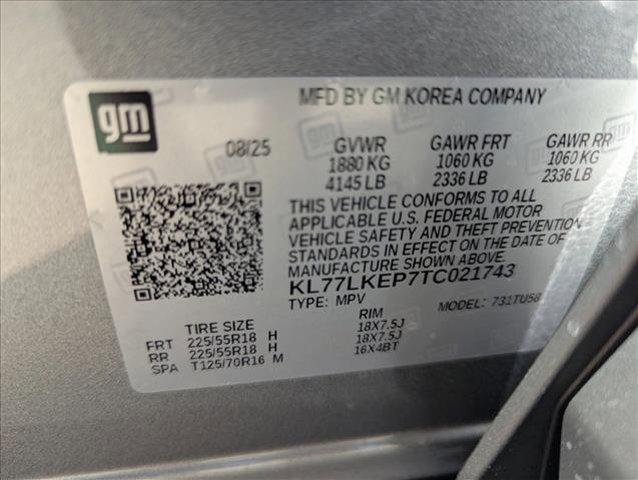 gm
MFD BY GM KOREA COMPANY
08/25
GVWR GAWR FRT GAWR RR
1880 KG 1060 KG 1060 KG
4145 LB 2336 LB 2336 LB
THIS VEHICLE CONFORMS TO ALL
APPLICABLE U.S. FEDERAL MOTOR
VEHICLE SAFETY AND THEFT PREVENTION
STANDARDS IN EFFECT ON THE DATE OF
MANUFACTURE SHOWN ABOVE.
KL77LKEP7TC021743
TYPE: MPV MODEL: 731TU58
TIRE SIZE RIM
FRT 225/55R18 H 18X7.5J
RR 225/55R18 H 18X7.5J
SPA T125/70R16 M 16X4BT